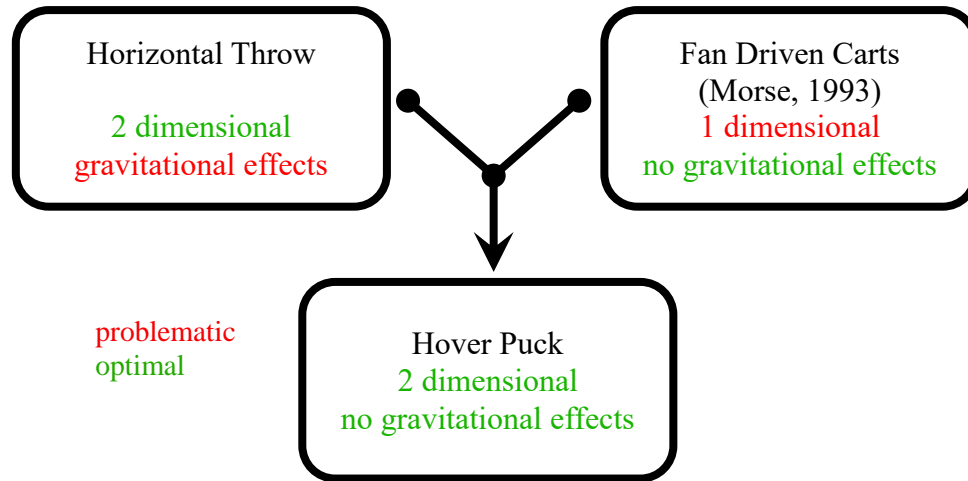 Horizontal Throw
2 dimensional
gravitational effects
Fan Driven Carts
(Morse, 1993)
1 dimensional
no gravitational effects
problematic
optimal
Hover Puck
2 dimensional
no gravitational effects